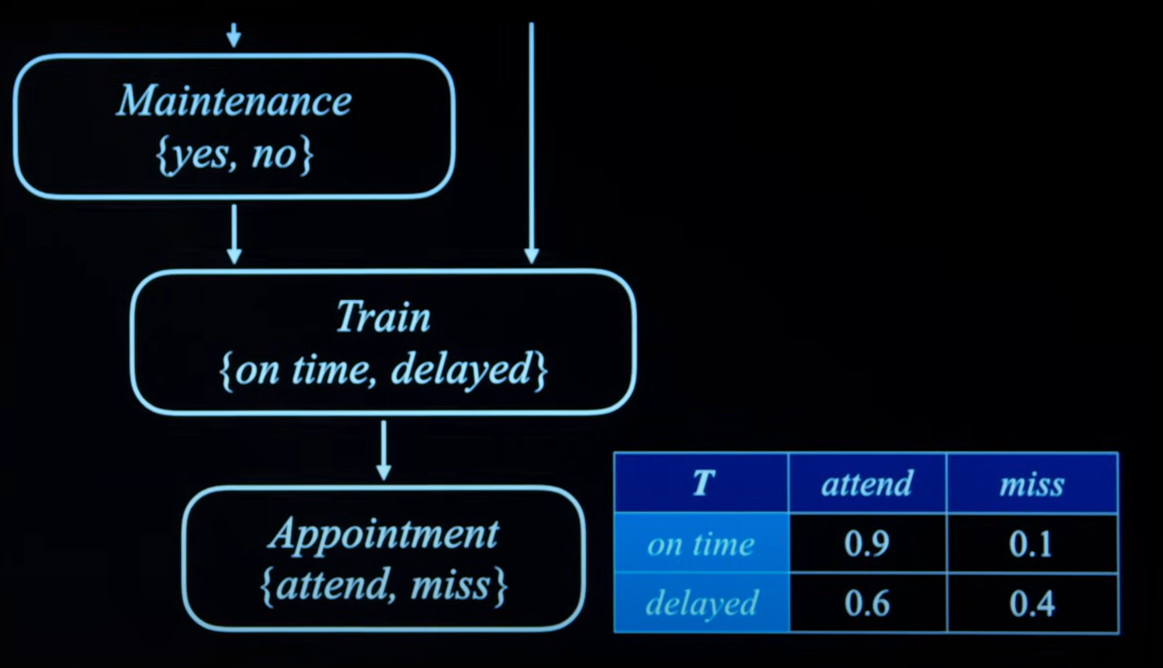 Maintenance
{yes, no}
Train
{on time, delayed}
Appointment
{attend, miss}
T attend miss
on time 0.9 0.1
delayed 0.6 0.4